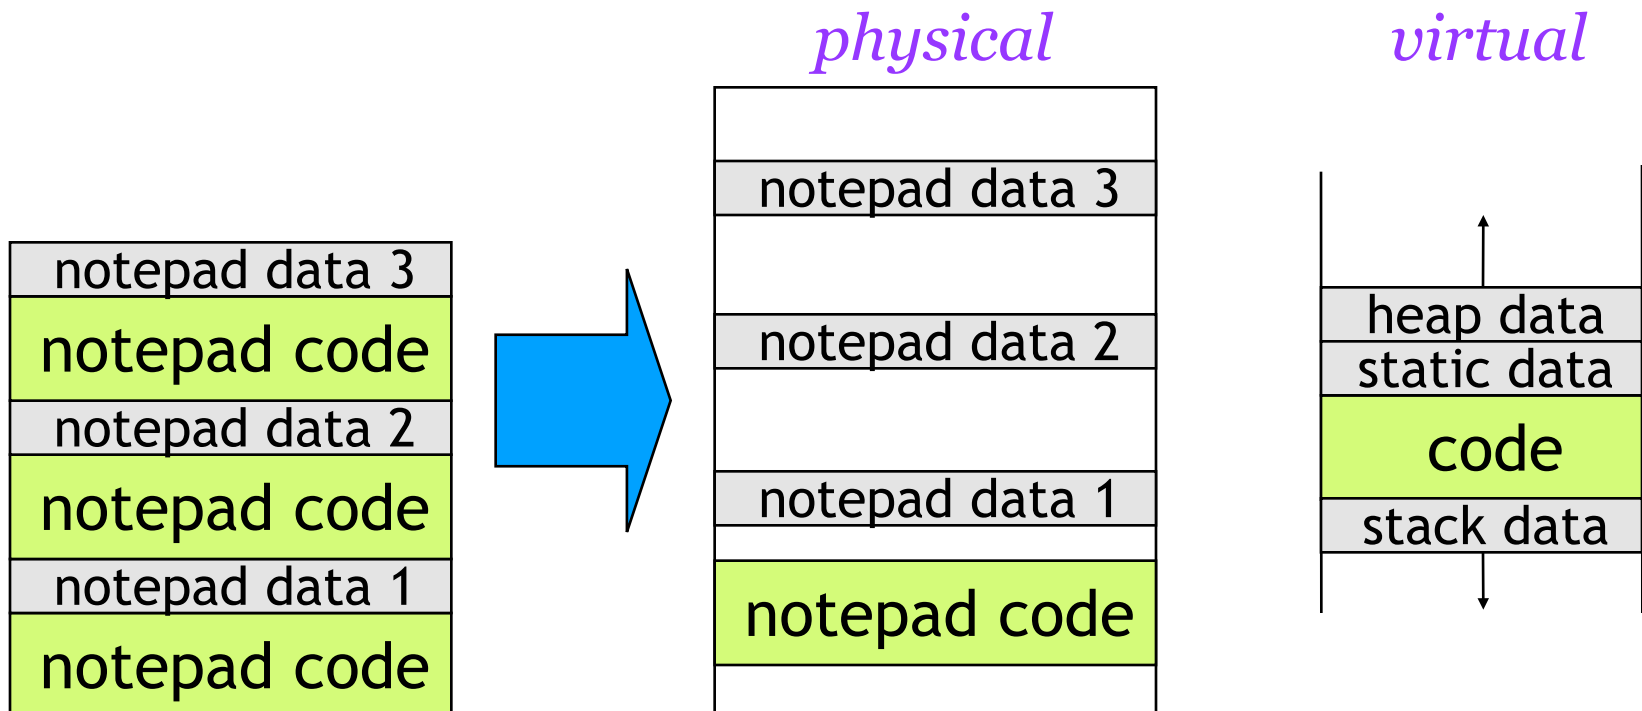 physical
virtual
notepad data 3
notepad code
notepad data 2
notepad code
notepad data 1
notepad code
notepad data 3
notepad data 2
notepad data 1
notepad code
heap data
static data
code
stack data